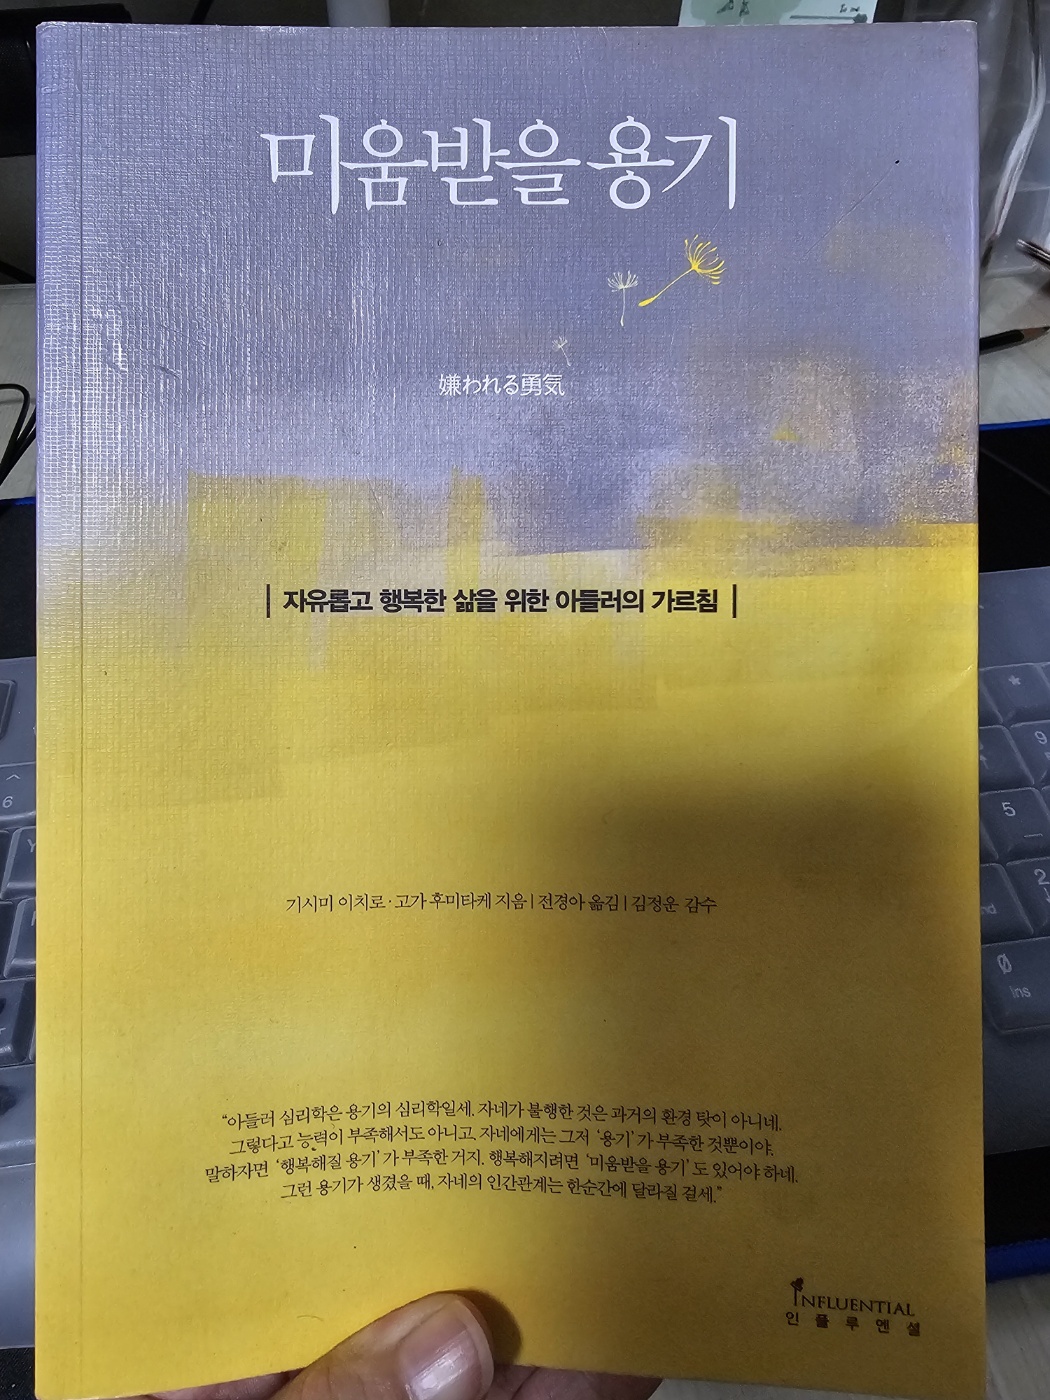 미움받을 용기
嫌われる勇気
자유롭고 행복한 삶을 위한 아들러의 가르침
기시미 이치로·고가 후미타케 지음 | 전경아 옮김 | 김정운 감수
“아들러 심리학은 용기의 심리학일세. 자네가 불행한 것은 과거의 환경 탓이 아니네.
그렇다고 능력이 부족해서도 아니고. 자네에게는 그저 ‘용기’가 부족한 것뿐이야.
말하자면 ‘행복해질 용기’가 부족한 거지. 행복해지려면 ‘미움받을 용기’도 있어야 하네.
그런 용기가 생겼을 때, 자네의 인간관계는 한순간에 달라질 걸세.”
INFLUENTIAL
인플루엔셜
^
6
*
9
5
2
0
ins